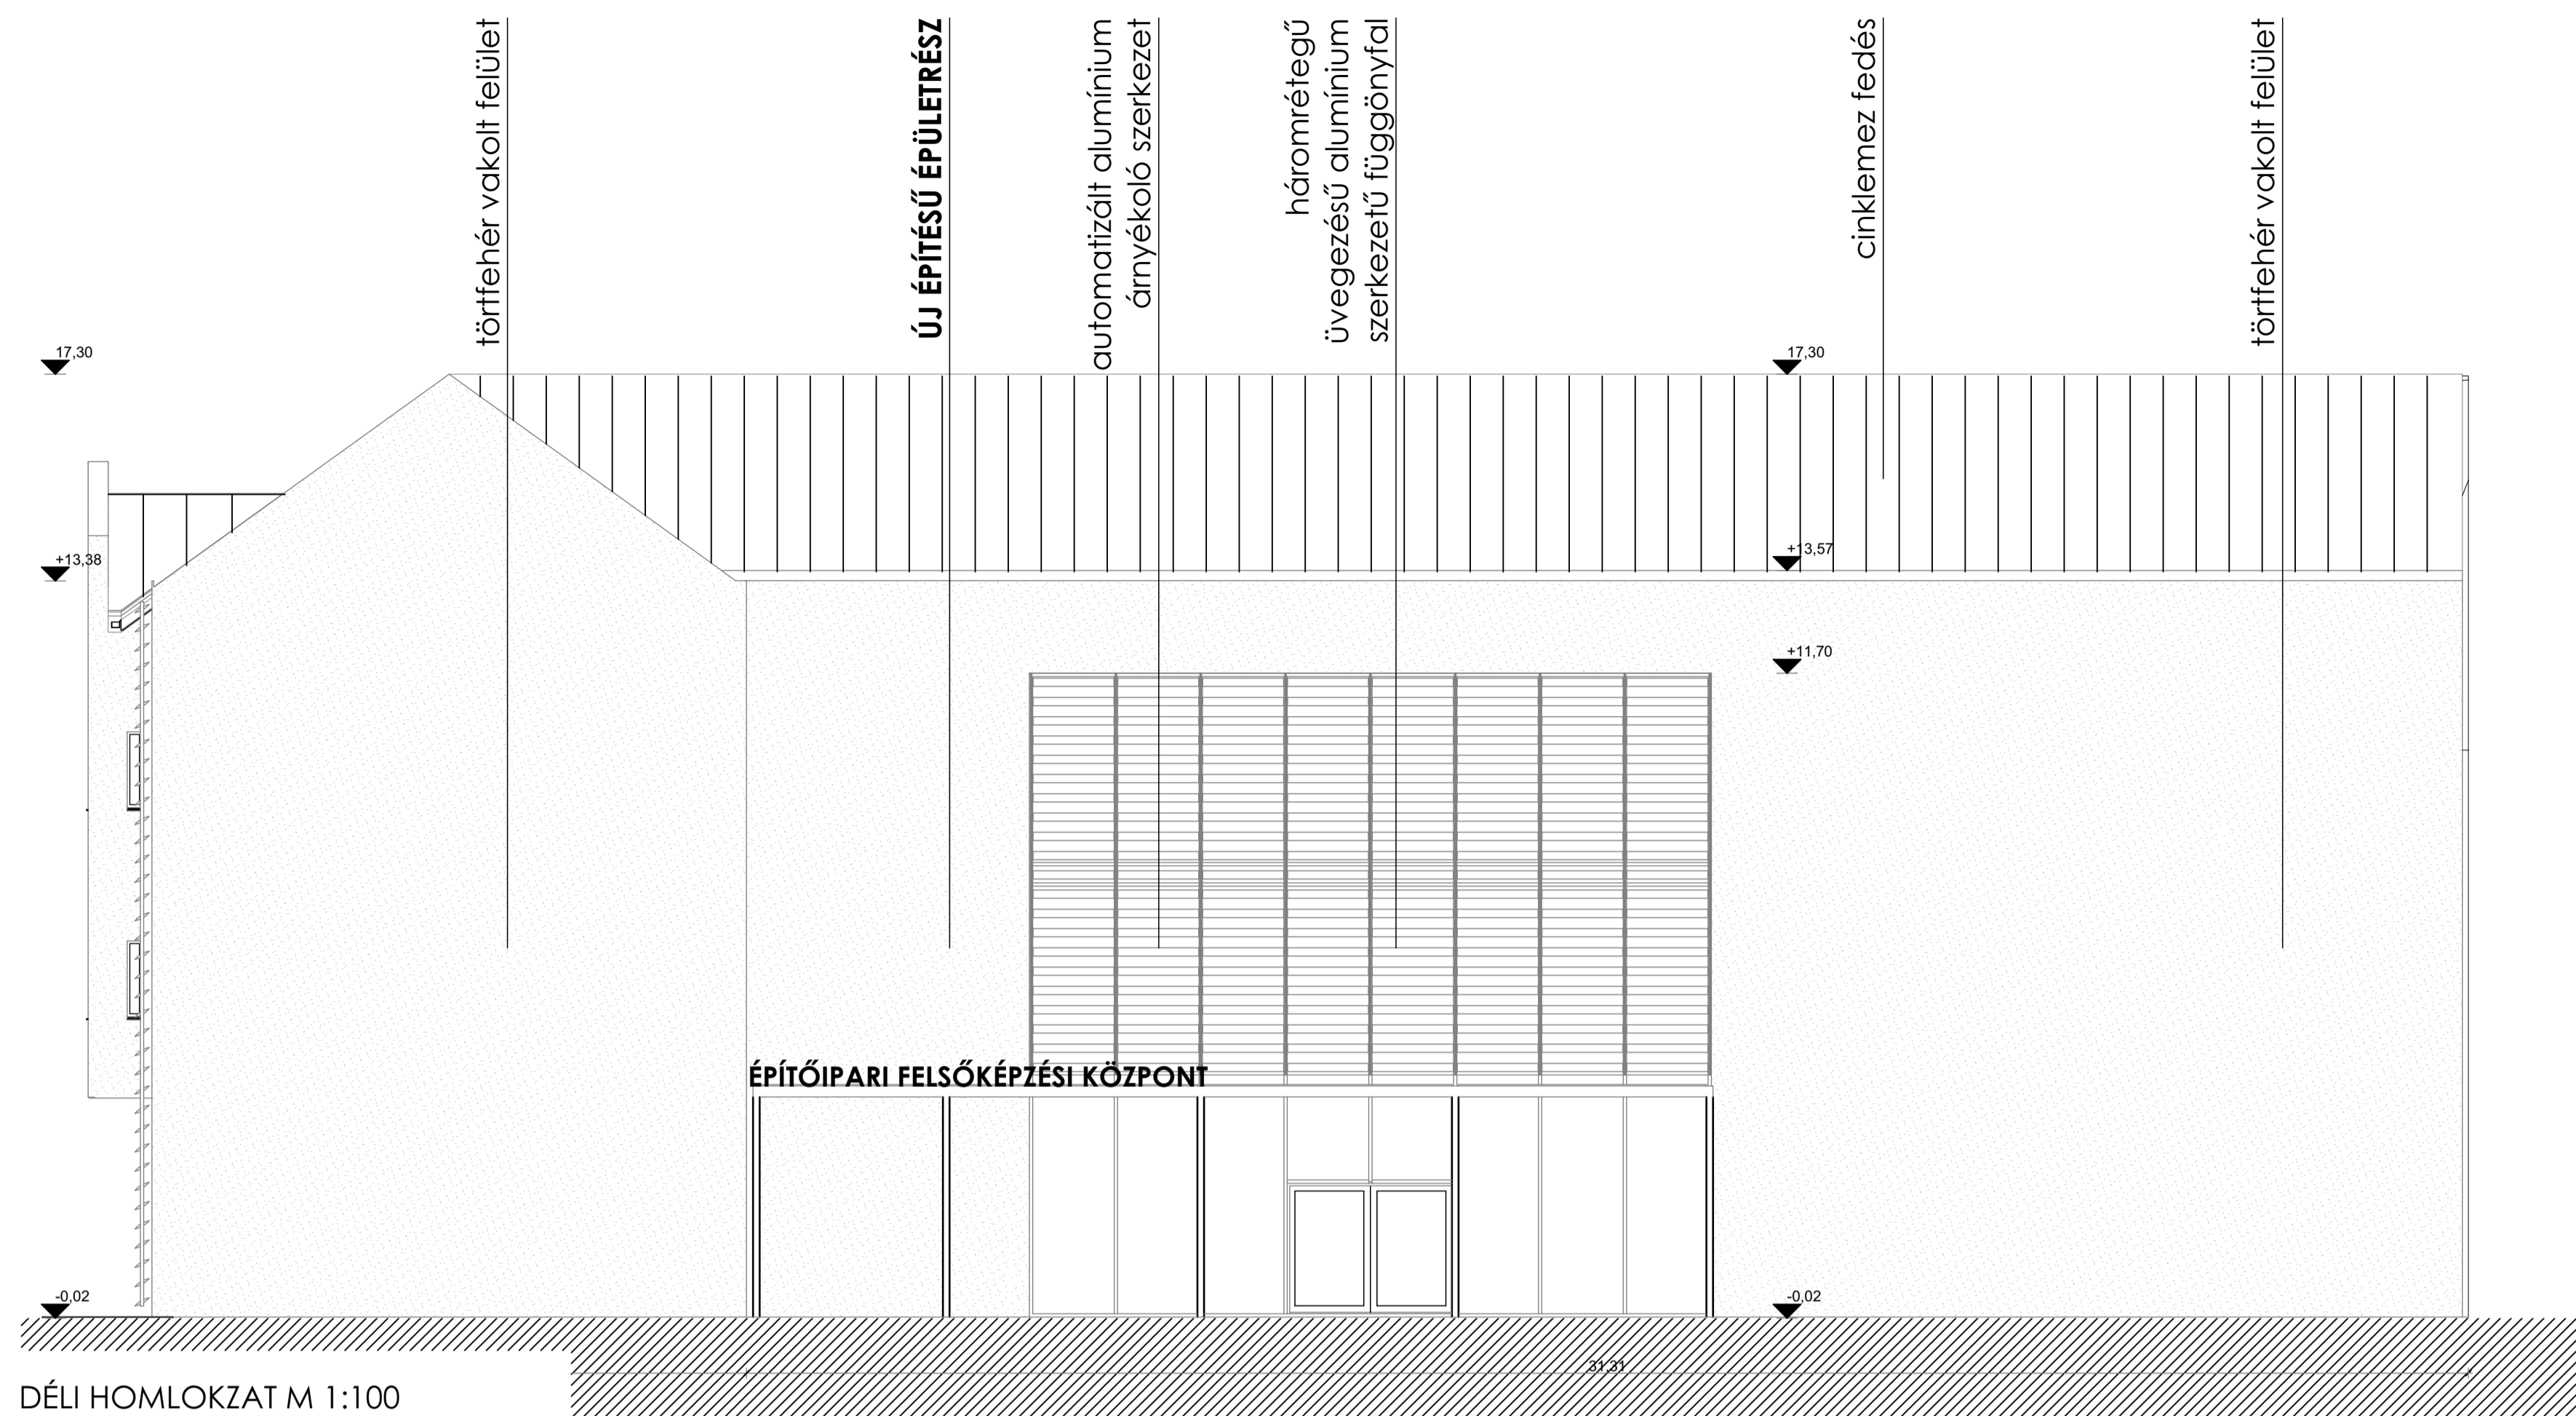 törtfehér vakolt felület
ÚJ ÉPÍTÉSŰ ÉPÜLETRÉSZ
automatizált alumínium
árnyékoló szerkezet
háromrétegű
üvegezésű alumínium
szerkezetű függönyfal
cinklemez fedés
törtfehér vakolt felület
17,30
17,30
+13,38
+13,57
+11,70
ÉPÍTŐIPARI FELSŐKÉPZÉSI KÖZPONT
-0,02
-0,02
31,31
DÉLI HOMLOKZAT M 1:100